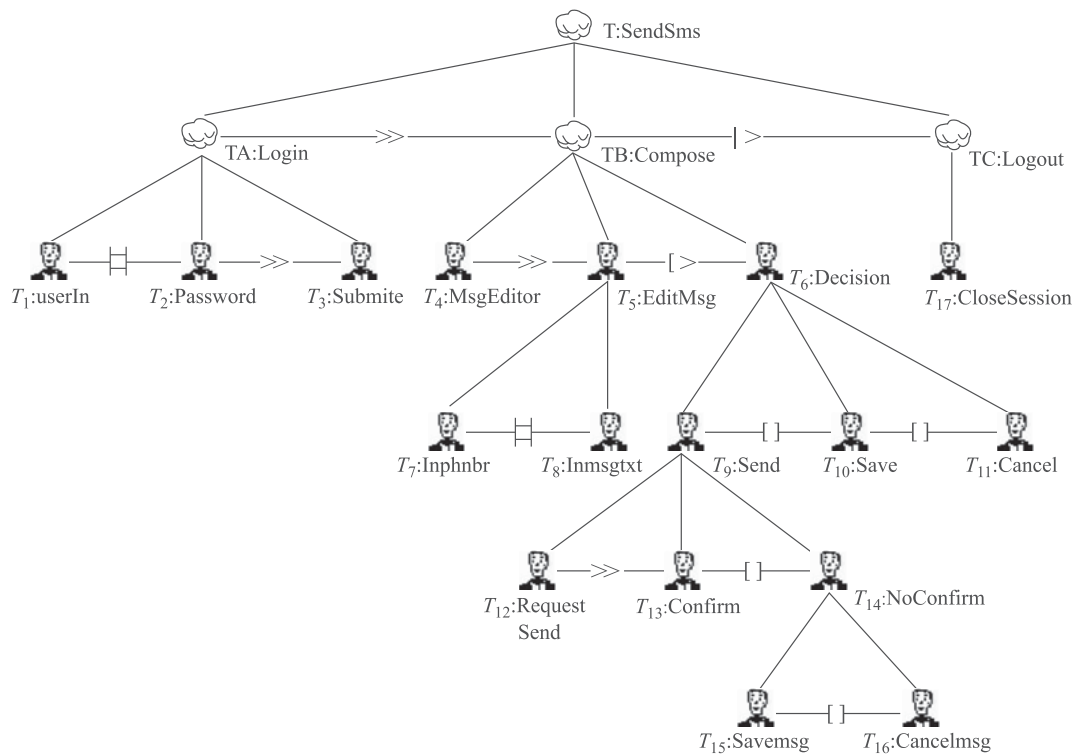 T:SendSms
TA:Login >> TB:Compose | > TC:Logout
T1:userIn T2:Password >> T3:Submite T4:MsgEditor >> T5:EditMsg [ > T6:Decision T17:CloseSession
T7:Inphnbr T8:Inmsgtxt T9:Send [ ] T10:Save [ ] T11:Cancel
T12:Request >> T13:Confirm [ ] T14:NoConfirm
Send
T15:Savemsg [ ] T16:Cancelmsg